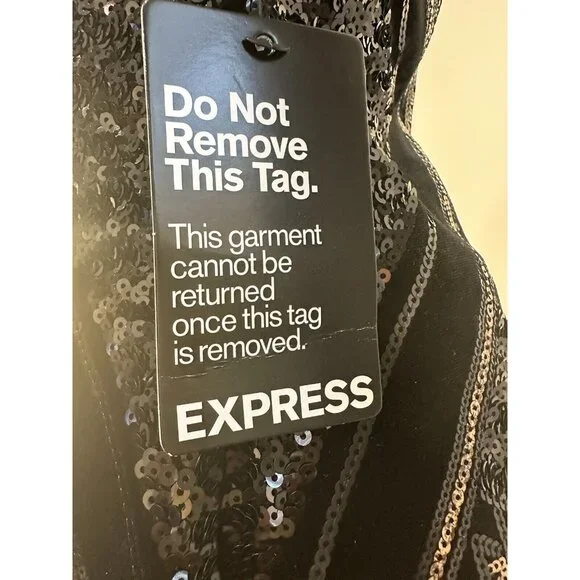 Do Not
Remove
This Tag.
This garment
cannot be
returned
once this tag
is removed.
EXPRESS